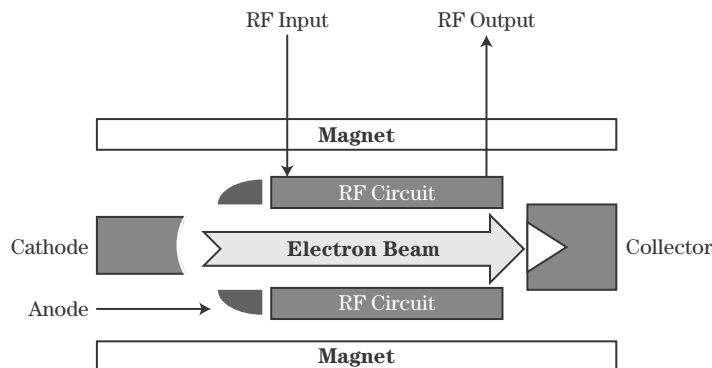 RF Input
RF Output
Magnet
RF Circuit
Cathode
Electron Beam
Collector
RF Circuit
Anode
Magnet